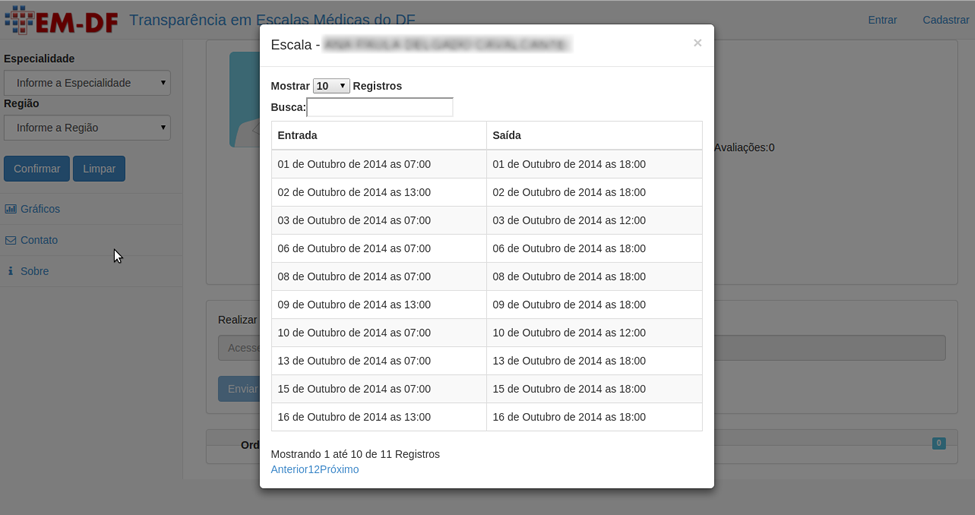 EM-DF Transparência em Escalas Médicas do DF Entrar Cadastrar
Especialidade
Informe a Especialidade
Região
Informe a Região
Confirmar Limpar
Gráficos
Contato
Sobre
Escala - ×
Mostrar 10 Registros
Busca:
Entrada Saída
01 de Outubro de 2014 as 07:00 01 de Outubro de 2014 as 18:00
02 de Outubro de 2014 as 13:00 02 de Outubro de 2014 as 18:00
03 de Outubro de 2014 as 07:00 03 de Outubro de 2014 as 12:00
06 de Outubro de 2014 as 07:00 06 de Outubro de 2014 as 18:00
08 de Outubro de 2014 as 07:00 08 de Outubro de 2014 as 18:00
09 de Outubro de 2014 as 13:00 09 de Outubro de 2014 as 18:00
10 de Outubro de 2014 as 07:00 10 de Outubro de 2014 as 12:00
13 de Outubro de 2014 as 07:00 13 de Outubro de 2014 as 18:00
15 de Outubro de 2014 as 07:00 15 de Outubro de 2014 as 18:00
16 de Outubro de 2014 as 13:00 16 de Outubro de 2014 as 18:00
Mostrando 1 até 10 de 11 Registros
Anterior12Próximo
Avaliações:0
Realizar
Acesse
Enviar
Ord
0